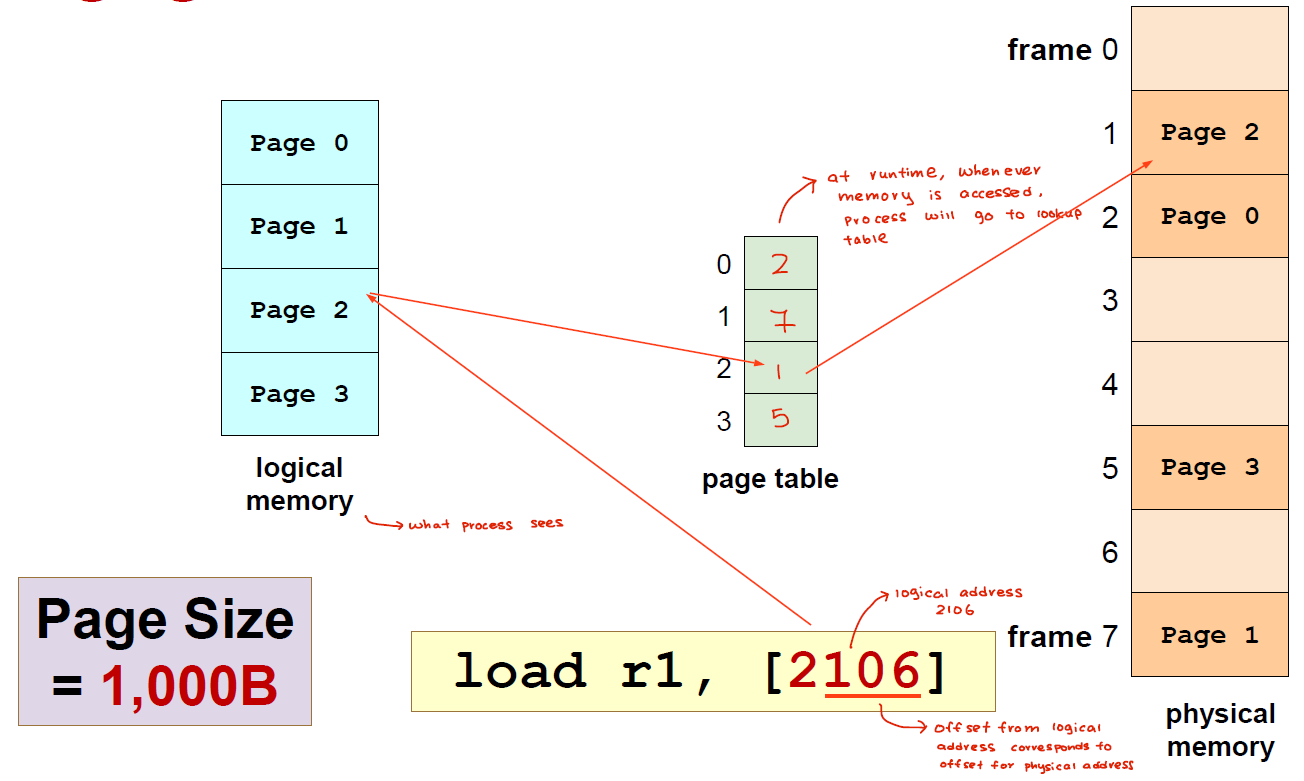 frame 0
1
Page 2
2
Page 0
3
4
5
Page 3
6
frame 7
Page 1
physical
memory
Page 0
Page 1
Page 2
Page 3
logical
memory
what process sees
at runtime, whenever
memory is accessed,
process will go to lookup
table
0 2
1 7
2 1
3 5
page table
Page Size
= 1,000B
logical address
2106
load r1, [2106]
offset from logical
address corresponds to
offset for physical address